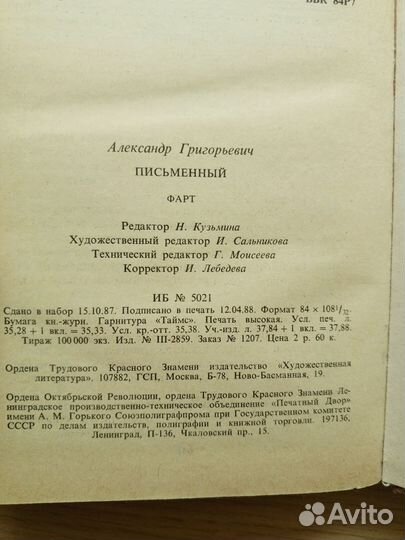 ББК 84Р7
Александр Григорьевич
ПИСЬМЕННЫЙ
ФАРТ
Редактор Н. Кузьмина
Художественный редактор И. Сальникова
Технический редактор Г. Моисеева
Корректор И. Лебедева
ИБ № 5021
Сдано в набор 15.10.87. Подписано в печать 12.04.88. Формат 84 × 108 1/32.
Бумага кн.-журн. Гарнитура «Таймс». Печать высокая. Усл. печ. л.
35,28 + 1 вкл = 35,33. Усл. кр.-отт. 35,38. Уч.-изд. л. 37,84 + 1 вкл = 37,88.
Тираж 100 000 экз. Изд. № III-2859. Заказ № 1207. Цена 2 р. 60 к.
Ордена Трудового Красного Знамени издательство «Художественная
литература». 107882, ГСП, Москва, Б-78, Ново-Басманная, 19.
Ордена Октябрьской Революции, ордена Трудового Красного Знамени Ле-
нинградское производственно-техническое объединение «Печатный Двор»
имени А. М. Горького Союзполиграфпрома при Государственном комитете
СССР по делам издательств, полиграфии и книжной торговли. 197136,
Ленинград, П-136, Чкаловский пр., 15.
Avito